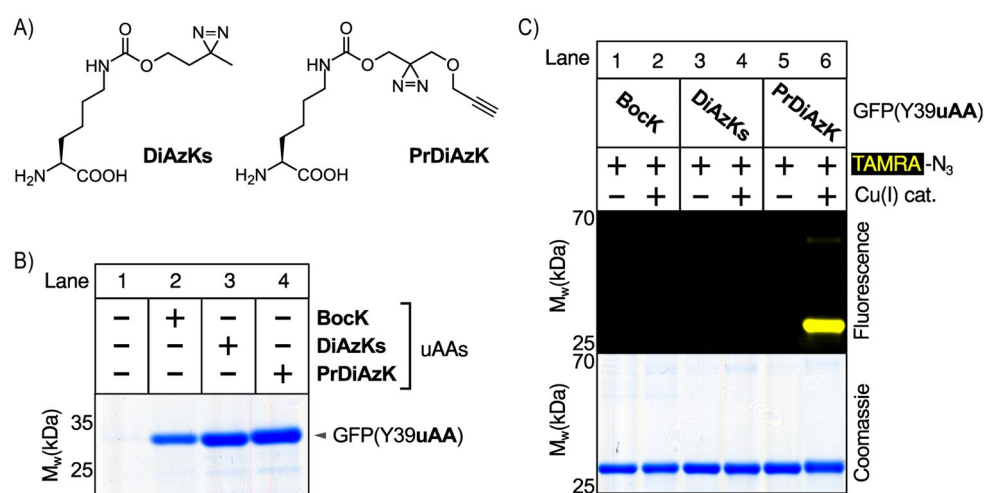 A)
O
N=N
HN
O
H₂N
COOH
DiAzKs
O
HN
O
O
N=N
H₂N
COOH
PrDiAzK
B)
Lane 1 2 3 4
− + − − BocK
− − + − DiAzKs
− − − + PrDiAzK
uAAs
Mw(kDa)
35
25
GFP(Y39uAA)
C)
Lane 1 2 3 4 5 6
BocK DiAzKs PrDiAzK GFP(Y39uAA)
+ + + + + + TAMRA-N₃
− + − + − + Cu(I) cat.
70
Mw(kDa)
25
Fluorescence
70
Mw(kDa)
25
Coomassie